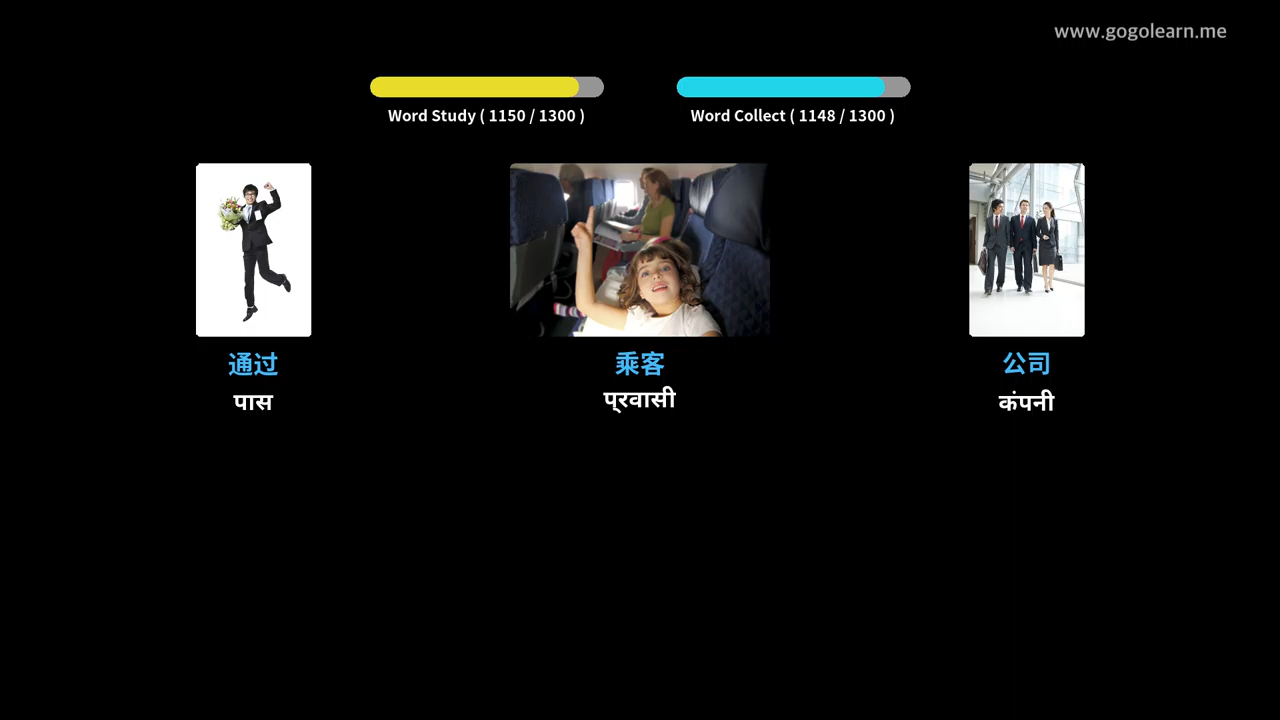 www.gogolearn.me
Word Study ( 1150 / 1300 )
Word Collect ( 1148 / 1300 )
通过
乘客
公司
पास
प्रवासी
कंपनी